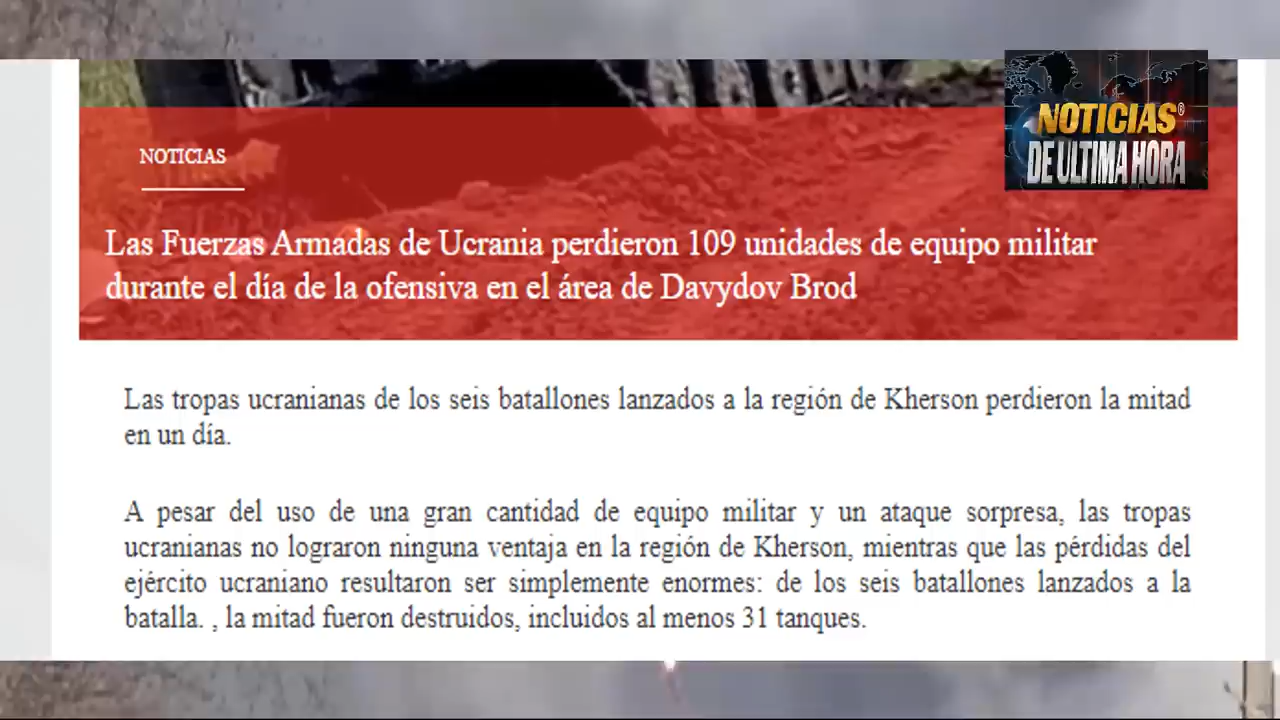 NOTICIAS®
DE ULTIMA HORA
NOTICIAS
Las Fuerzas Armadas de Ucrania perdieron 109 unidades de equipo militar
durante el día de la ofensiva en el área de Davydov Brod
Las tropas ucranianas de los seis batallones lanzados a la región de Kherson perdieron la mitad
en un día.
A pesar del uso de una gran cantidad de equipo militar y un ataque sorpresa, las tropas
ucranianas no lograron ninguna ventaja en la región de Kherson, mientras que las pérdidas del
ejército ucraniano resultaron ser simplemente enormes: de los seis batallones lanzados a la
batalla. , la mitad fueron destruidos, incluidos al menos 31 tanques.